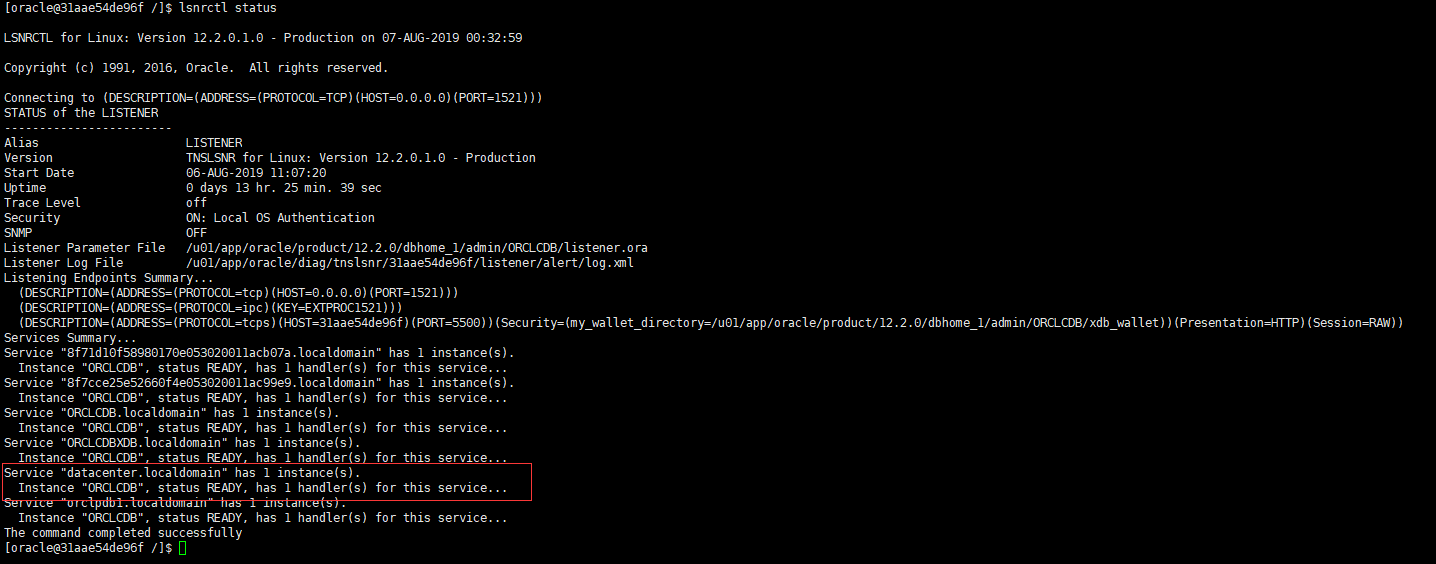 [oracle@31aae54de96f /]$ lsnrctl status
LSNRCTL for Linux: Version 12.2.0.1.0 - Production on 07-AUG-2019 00:32:59
Copyright (c) 1991, 2016, Oracle.  All rights reserved.
Connecting to (DESCRIPTION=(ADDRESS=(PROTOCOL=TCP)(HOST=0.0.0.0)(PORT=1521)))
STATUS of the LISTENER
------------------------
Alias                     LISTENER
Version                   TNSLSNR for Linux: Version 12.2.0.1.0 - Production
Start Date                06-AUG-2019 11:07:20
Uptime                    0 days 13 hr. 25 min. 39 sec
Trace Level               off
Security                  ON: Local OS Authentication
SNMP                      OFF
Listener Parameter File   /u01/app/oracle/product/12.2.0/dbhome_1/admin/ORCLCDB/listener.ora
Listener Log File         /u01/app/oracle/diag/tnslsnr/31aae54de96f/listener/alert/log.xml
Listening Endpoints Summary...
  (DESCRIPTION=(ADDRESS=(PROTOCOL=tcp)(HOST=0.0.0.0)(PORT=1521)))
  (DESCRIPTION=(ADDRESS=(PROTOCOL=ipc)(KEY=EXTPROC1521)))
  (DESCRIPTION=(ADDRESS=(PROTOCOL=tcps)(HOST=31aae54de96f)(PORT=5500))(Security=(my_wallet_directory=/u01/app/oracle/product/12.2.0/dbhome_1/admin/ORCLCDB/xdb_wallet))(Presentation=HTTP)(Session=RAW))
Services Summary...
Service "8f71d10f58980170e053020011acb07a.localdomain" has 1 instance(s).
  Instance "ORCLCDB", status READY, has 1 handler(s) for this service...
Service "8f7cce25e52660f4e053020011ac99e9.localdomain" has 1 instance(s).
  Instance "ORCLCDB", status READY, has 1 handler(s) for this service...
Service "ORCLCDB.localdomain" has 1 instance(s).
  Instance "ORCLCDB", status READY, has 1 handler(s) for this service...
Service "ORCLCDBXDB.localdomain" has 1 instance(s).
  Instance "ORCLCDB", status READY, has 1 handler(s) for this service...
Service "datacenter.localdomain" has 1 instance(s).
  Instance "ORCLCDB", status READY, has 1 handler(s) for this service...
Service "orclpdb1.localdomain" has 1 instance(s).
  Instance "ORCLCDB", status READY, has 1 handler(s) for this service...
The command completed successfully
[oracle@31aae54de96f /]$